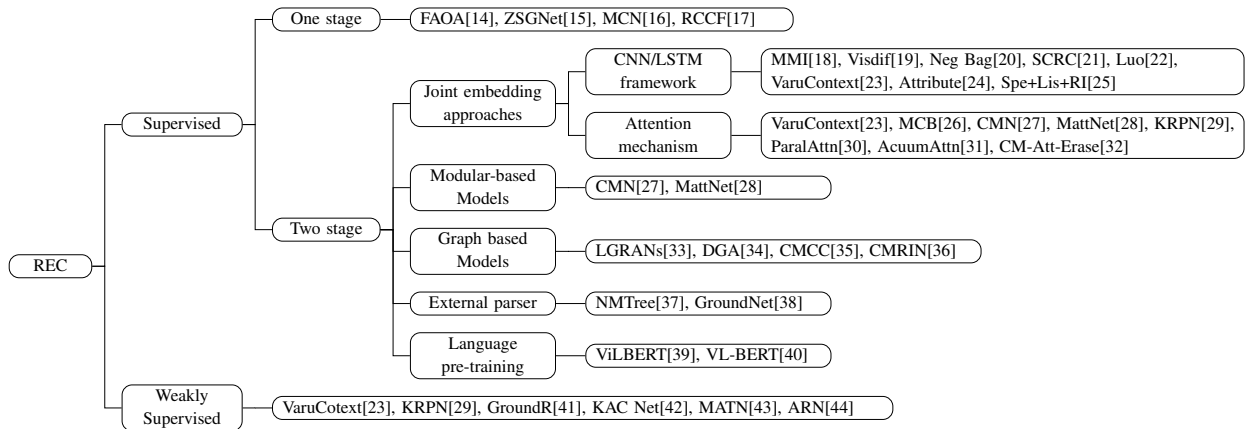 One stage
FAOA[14], ZSGNet[15], MCN[16], RCCF[17]
CNN/LSTM
framework
MMI[18], Visdif[19], Neg Bag[20], SCRC[21], Luo[22],
VaruContext[23], Attribute[24], Spe+Lis+RI[25]
Joint embedding
approaches
Supervised
Attention
mechanism
VaruContext[23], MCB[26], CMN[27], MattNet[28], KRPN[29],
ParalAttn[30], AcuumAttn[31], CM-Att-Erase[32]
Modular-based
Models
CMN[27], MattNet[28]
Two stage
Graph based
Models
LGRANs[33], DGA[34], CMCC[35], CMRIN[36]
REC
External parser
NMTree[37], GroundNet[38]
Language
pre-training
ViLBERT[39], VL-BERT[40]
Weakly
Supervised
VaruCotext[23], KRPN[29], GroundR[41], KAC Net[42], MATN[43], ARN[44]